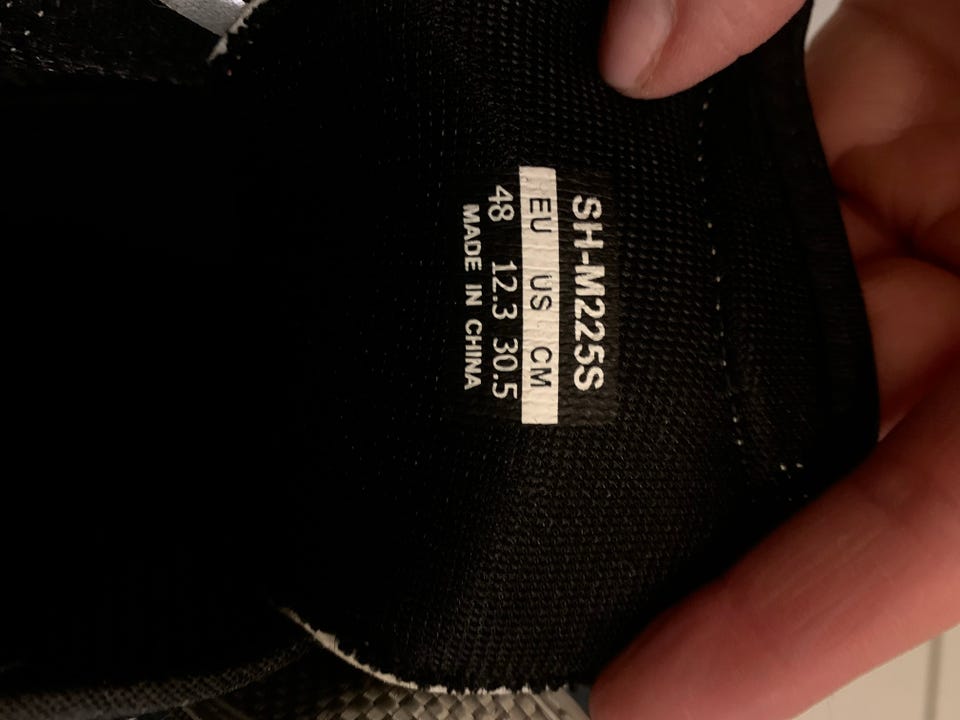 SH-M225S
EU US CM
48 12.3 30.5
MADE IN CHINA